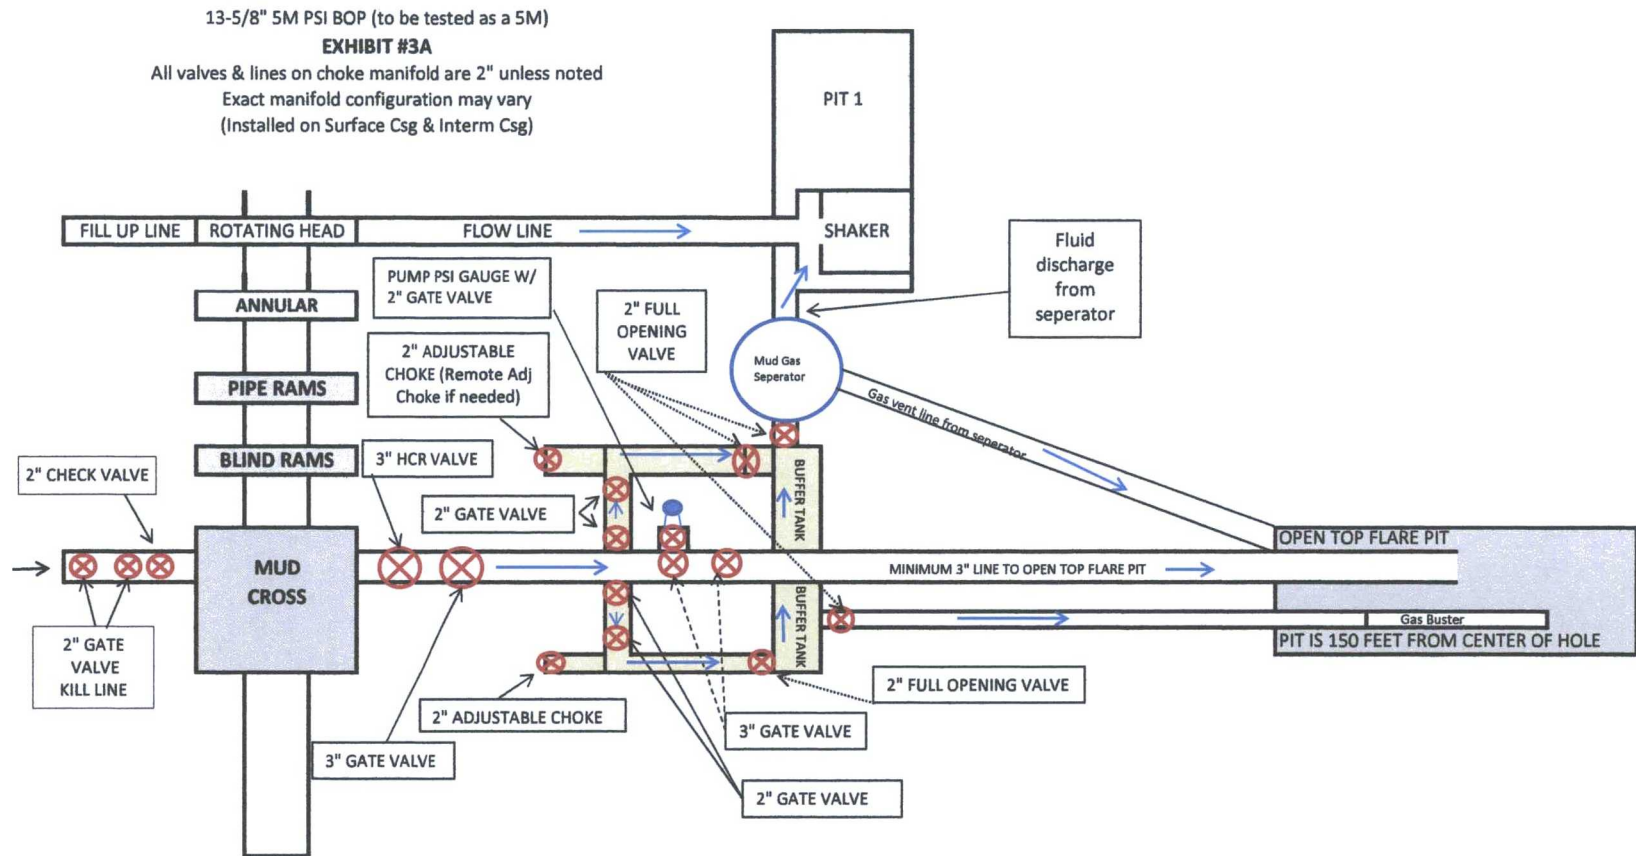 13-5/8" 5M PSI BOP (to be tested as a 5M)
EXHIBIT #3A
All valves & lines on choke manifold are 2" unless noted
Exact manifold configuration may vary
(Installed on Surface Csg & Interm Csg)
PIT 1
FILL UP LINE
ROTATING HEAD
FLOW LINE
SHAKER
Fluid
discharge
from
seperator
PUMP PSI GAUGE W/
2" GATE VALVE
2" FULL
OPENING
VALVE
ANNULAR
2" ADJUSTABLE
CHOKE (Remote Adj
Choke if needed)
Mud Gas
Seperator
PIPE RAMS
Gas vent line from seperator
BLIND RAMS
3" HCR VALVE
2" CHECK VALVE
2" GATE VALVE
BUFFER TANK
OPEN TOP FLARE PIT
MUD
CROSS
MINIMUM 3" LINE TO OPEN TOP FLARE PIT
BUFFER TANK
Gas Buster
PIT IS 150 FEET FROM CENTER OF HOLE
2" GATE
VALVE
KILL LINE
2" FULL OPENING VALVE
2" ADJUSTABLE CHOKE
3" GATE VALVE
3" GATE VALVE
2" GATE VALVE